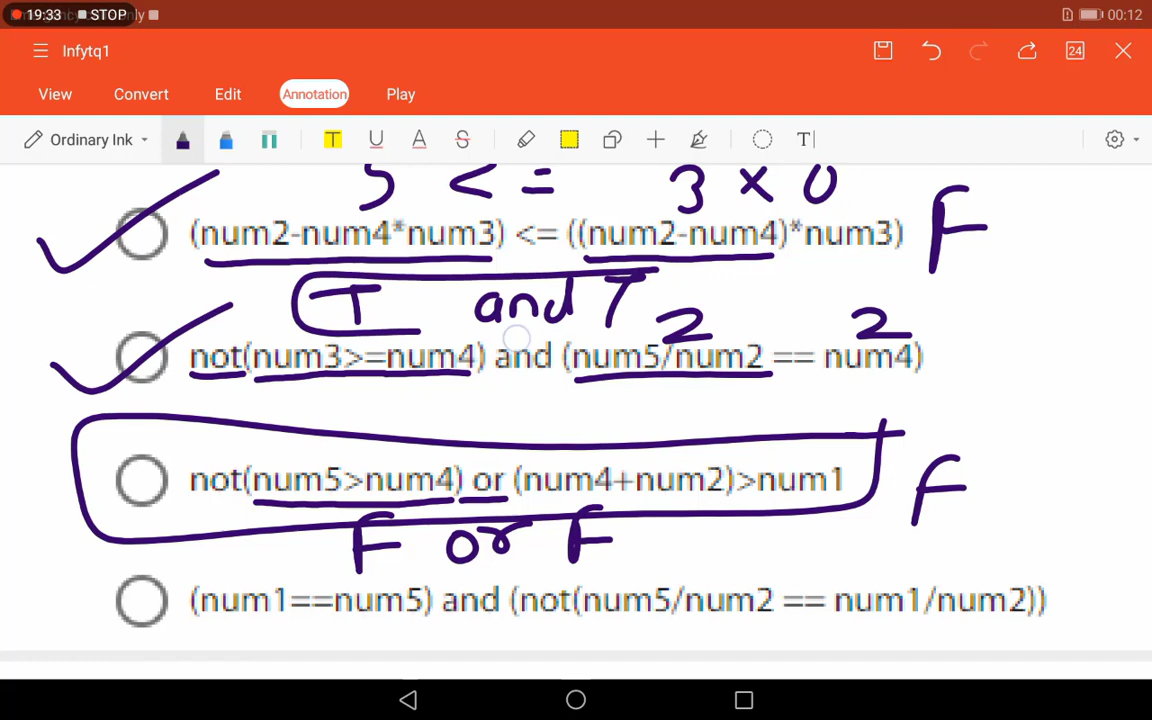 19:33 STOP
00:12
Infytq1
24
View Convert Edit Annotation Play
Ordinary Ink T U A S T
5 <= 3 x 0
(num2-num4*num3) <= ((num2-num4)*num3) F
T and T 2 2
not(num3>=num4) and (num5/num2 == num4)
not(num5>num4) or (num4+num2)>num1 F
F or F
(num1==num5) and (not(num5/num2 == num1/num2))